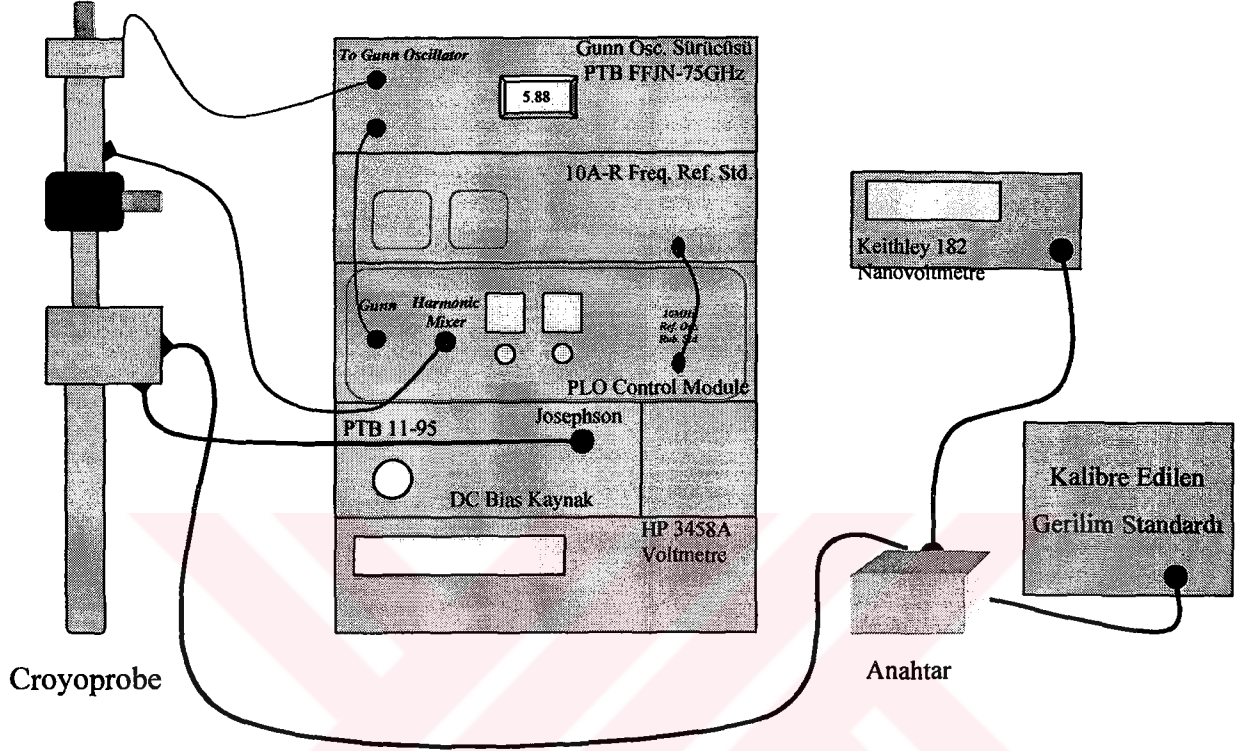 To Gunn Oscillator
Gunn Osc. Sürücüsü
PTB FFJN-75GHz
5.88
10A-R Freq. Ref. Std.
Keithley 182
Nanovoltmetre
Gunn
Harmonic
Mixer
10MHz
Ref. Osc.
Rub. Std
PLO Control Module
PTB 11-95
Josephson
DC Bias Kaynak
HP 3458A
Voltmetre
Kalibre Edilen
Gerilim Standardı
Anahtar
Croyoprobe